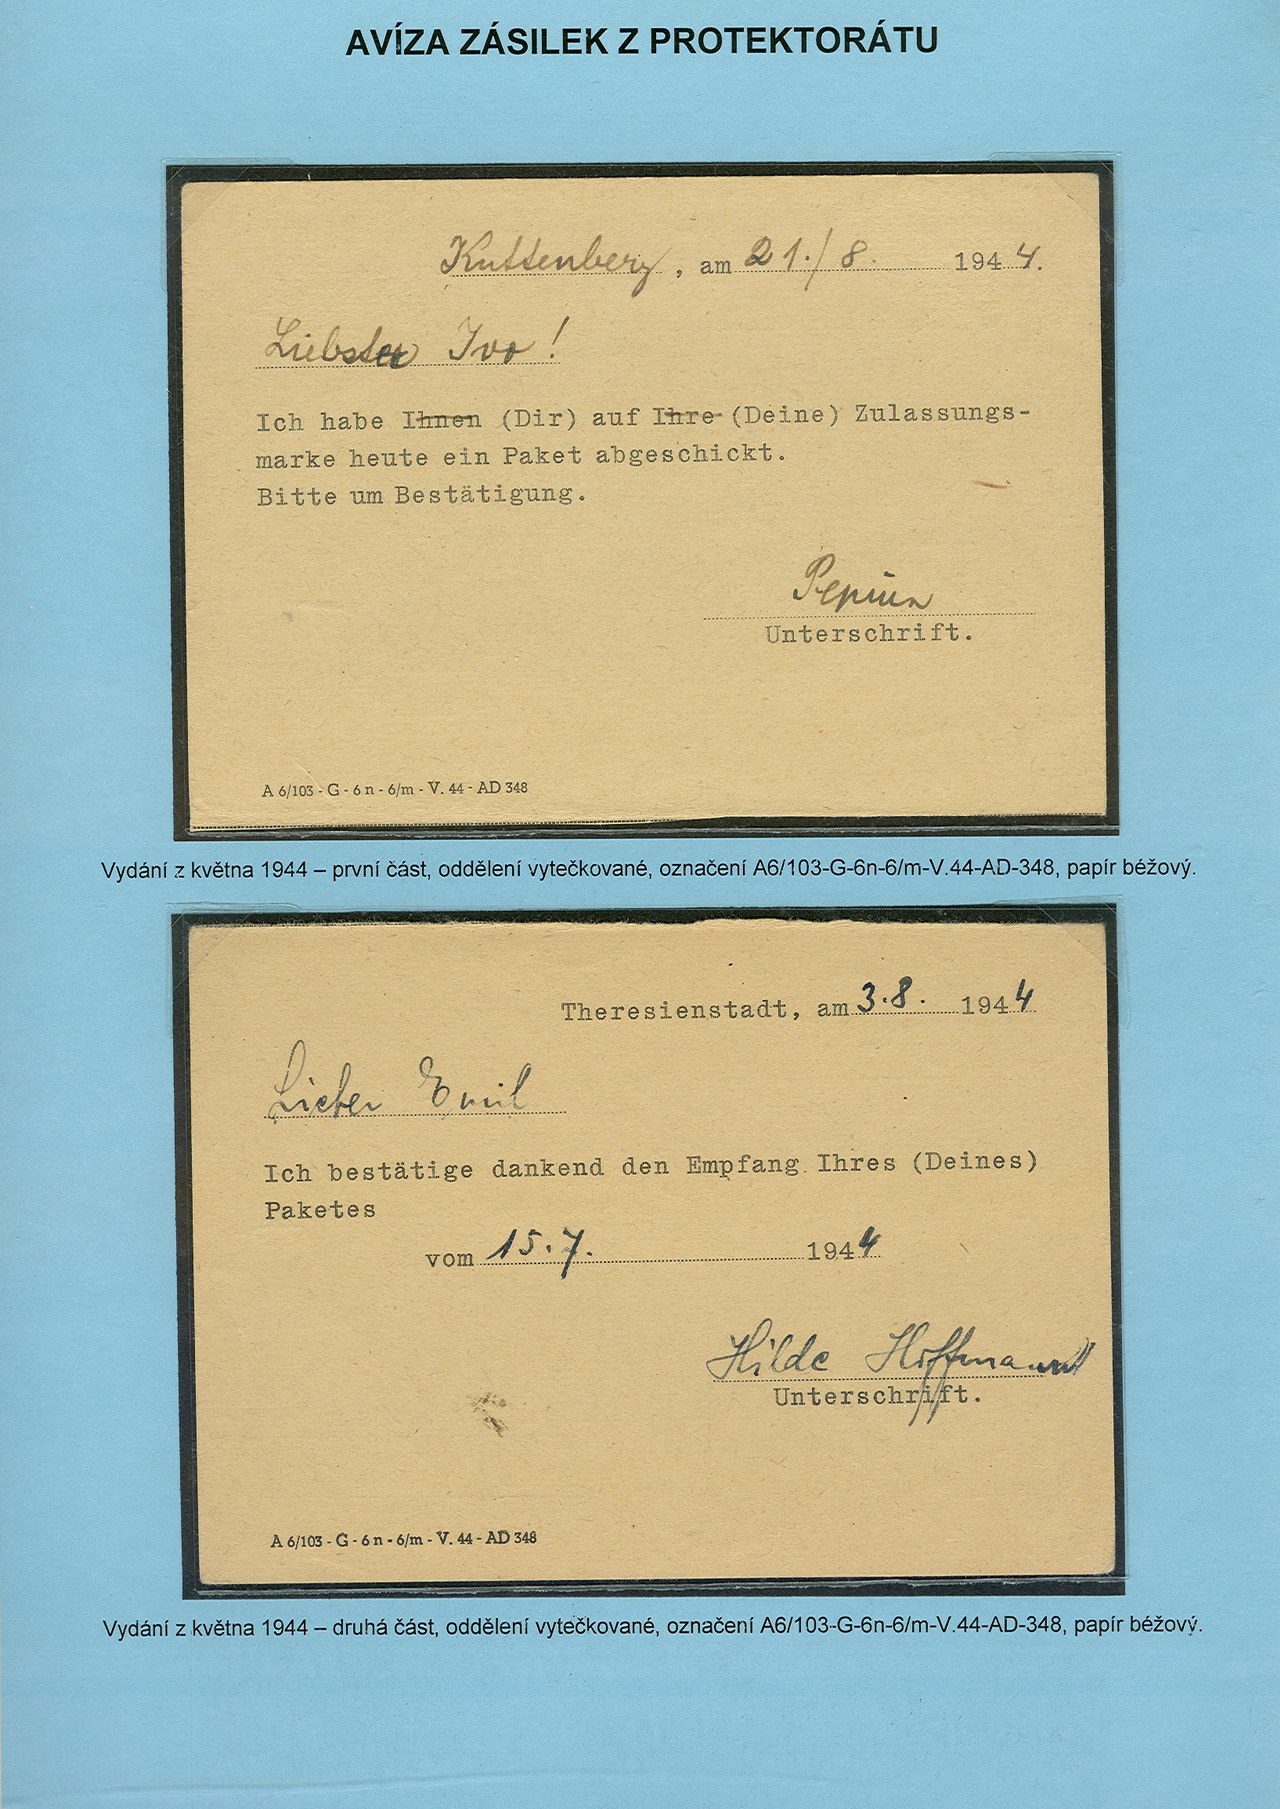 AVÍZA ZÁSILEK Z PROTEKTORÁTU
Kuttenberg, am 21./8. 1944.
Liebster Ivo!
Ich habe Ihnen (Dir) auf Ihre (Deine) Zulassungs-
marke heute ein Paket abgeschickt.
Bitte um Bestätigung.
Unterschrift.
A 6/103 - G - 6 n - 6/m - V. 44 - AD 348
Vydání z května 1944 – první část, oddělení vytečkované, označení A6/103-G-6n-6/m-V.44-AD-348, papír béžový.
Theresienstadt, am 3.8. 1944
Lieber Emil
Ich bestätige dankend den Empfang Ihres (Deines)
Paketes
vom 15.7. 1944
Hilde Hoffmann
Unterschrift.
A 6/103 - G - 6 n - 6/m - V. 44 - AD 348
Vydání z května 1944 – druhá část, oddělení vytečkované, označení A6/103-G-6n-6/m-V.44-AD-348, papír béžový.